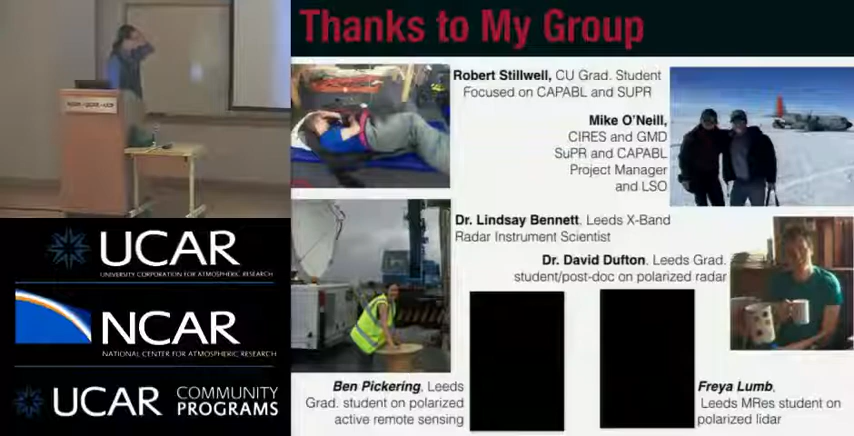 Thanks to My Group
Robert Stillwell, CU Grad. Student
Focused on CAPABL and SUPR
Mike O'Neill,
CIRES and GMD
SuPR and CAPABL
Project Manager
and LSO
Dr. Lindsay Bennett, Leeds X-Band
Radar Instrument Scientist
Dr. David Dufton, Leeds Grad.
student/post-doc on polarized radar
Ben Pickering, Leeds
Grad. student on polarized
active remote sensing
Freya Lumb,
Leeds MRes student on
polarized lidar
UCAR
UNIVERSITY CORPORATION FOR ATMOSPHERIC RESEARCH
NCAR
NATIONAL CENTER FOR ATMOSPHERIC RESEARCH
UCAR COMMUNITY
PROGRAMS